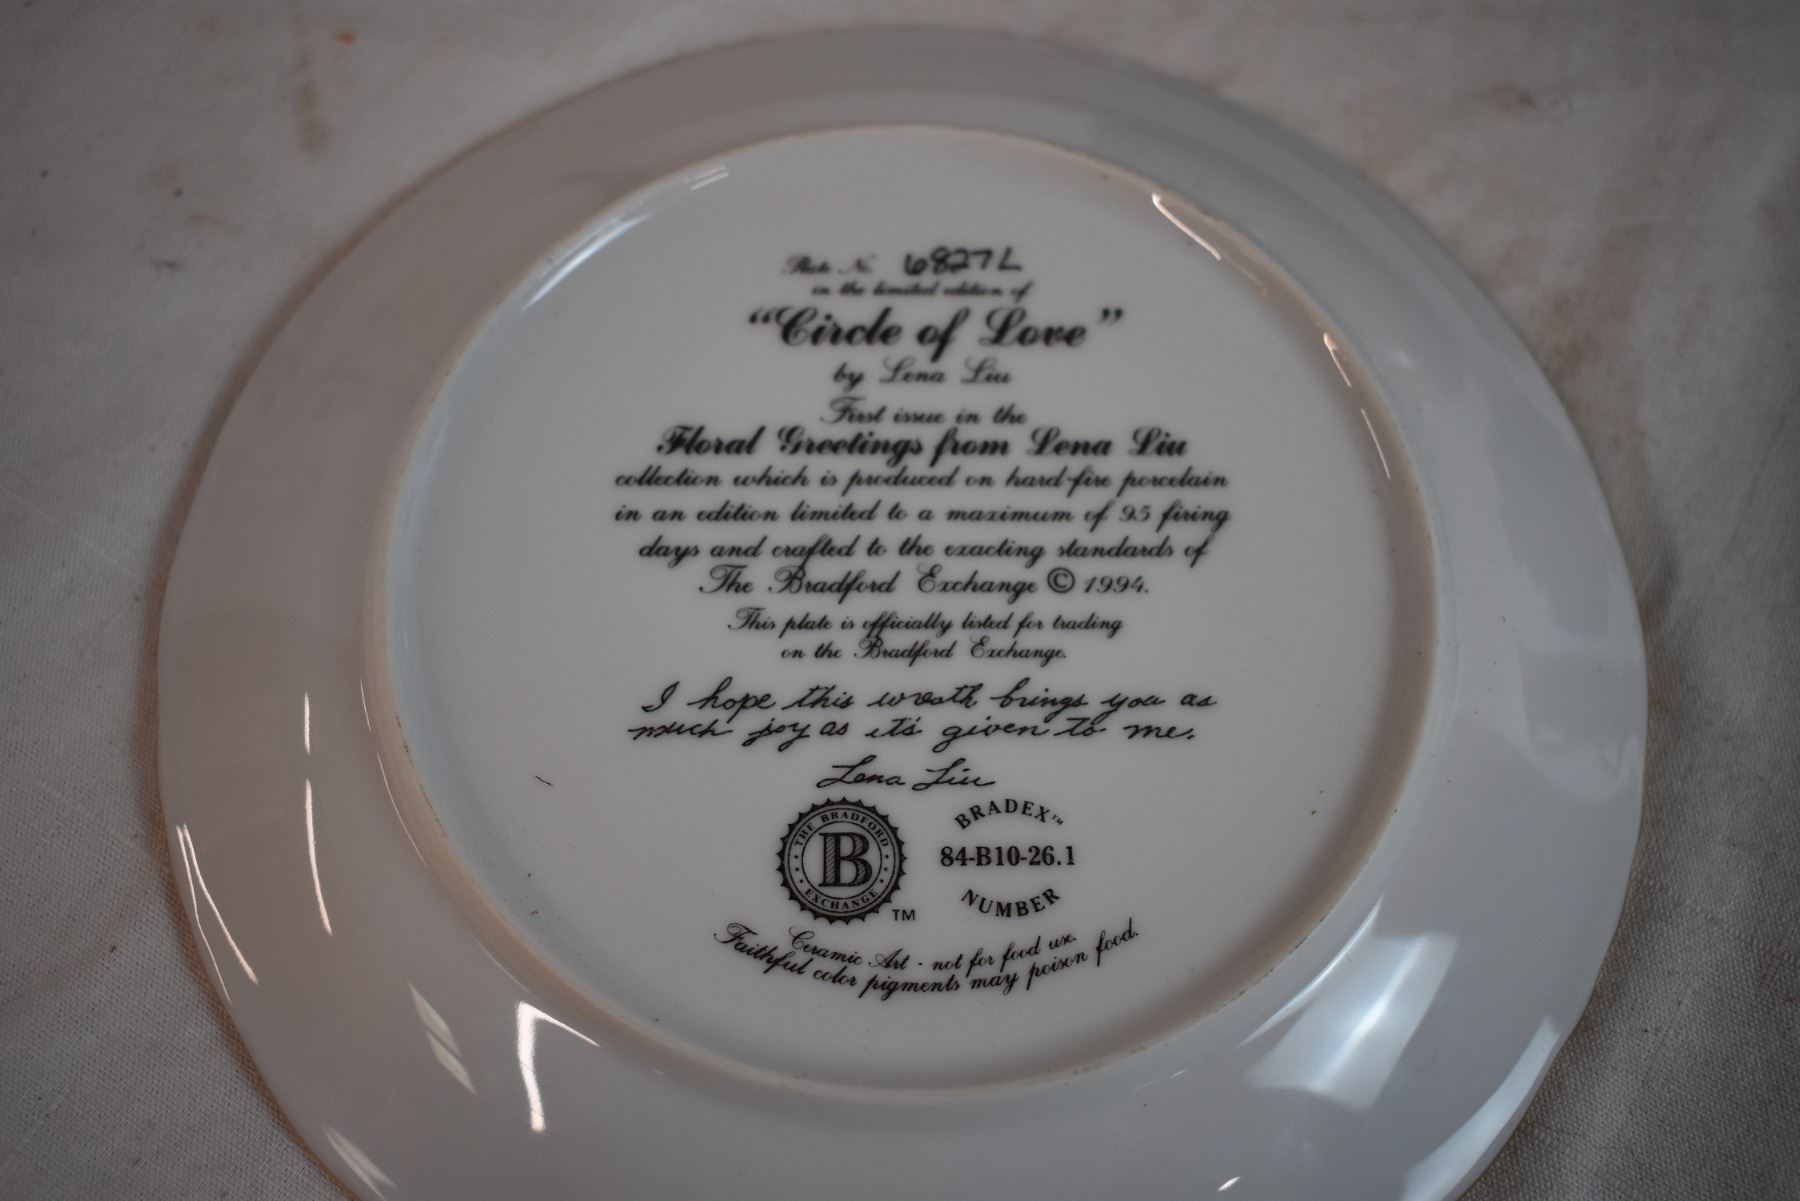 Plate No. 6827L
in the limited edition of
"Circle of Love"
by Lena Liu
First issue in the
Floral Greetings from Lena Liu
collection which is produced on hard-fire porcelain
in an edition limited to a maximum of 95 firing
days and crafted to the exacting standards of
The Bradford Exchange © 1994.
This plate is officially listed for trading
on the Bradford Exchange.
I hope this wreath brings you as
much joy as it's given to me.
Lena Liu
THE BRADFORD
B
EXCHANGE
TM
BRADEX™
84-B10-26.1
NUMBER
Ceramic Art - not for food use.
Faithful color pigments may poison food.